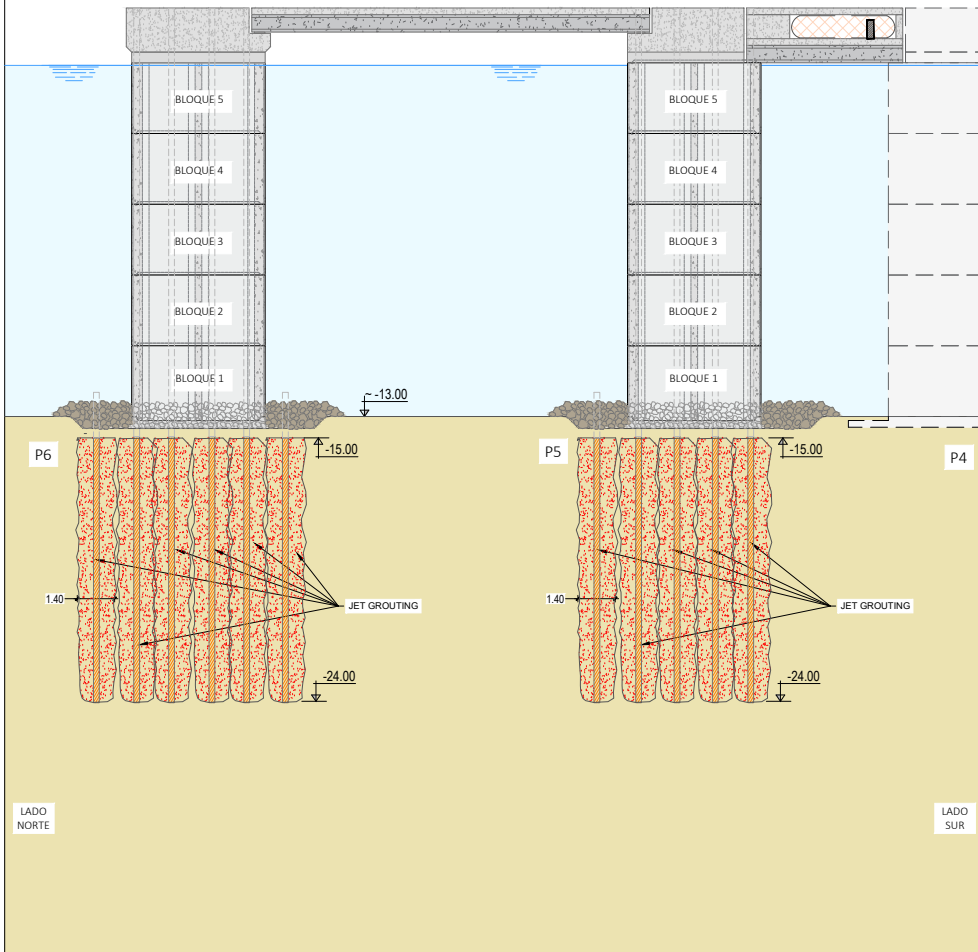 BLOQUE 5
BLOQUE 5
BLOQUE 4
BLOQUE 4
BLOQUE 3
BLOQUE 3
BLOQUE 2
BLOQUE 2
BLOQUE 1
BLOQUE 1
~ -13.00
P6
-15.00
P5
-15.00
P4
1.40
JET GROUTING
1.40
JET GROUTING
-24.00
-24.00
LADO
NORTE
LADO
SUR